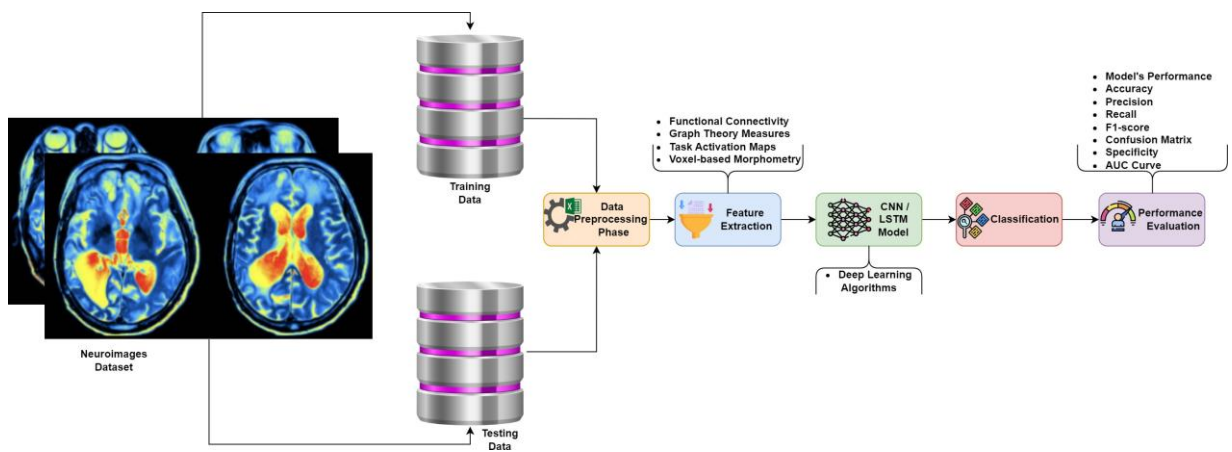 Neuroimages
Dataset
Training
Data
Testing
Data
Data
Preprocessing
Phase
• Functional Connectivity
• Graph Theory Measures
• Task Activation Maps
• Voxel-based Morphometry
Feature
Extraction
CNN /
LSTM
Model
• Deep Learning
Algorithms
Classification
• Model's Performance
• Accuracy
• Precision
• Recall
• F1-score
• Confusion Matrix
• Specificity
• AUC Curve
Performance
Evaluation